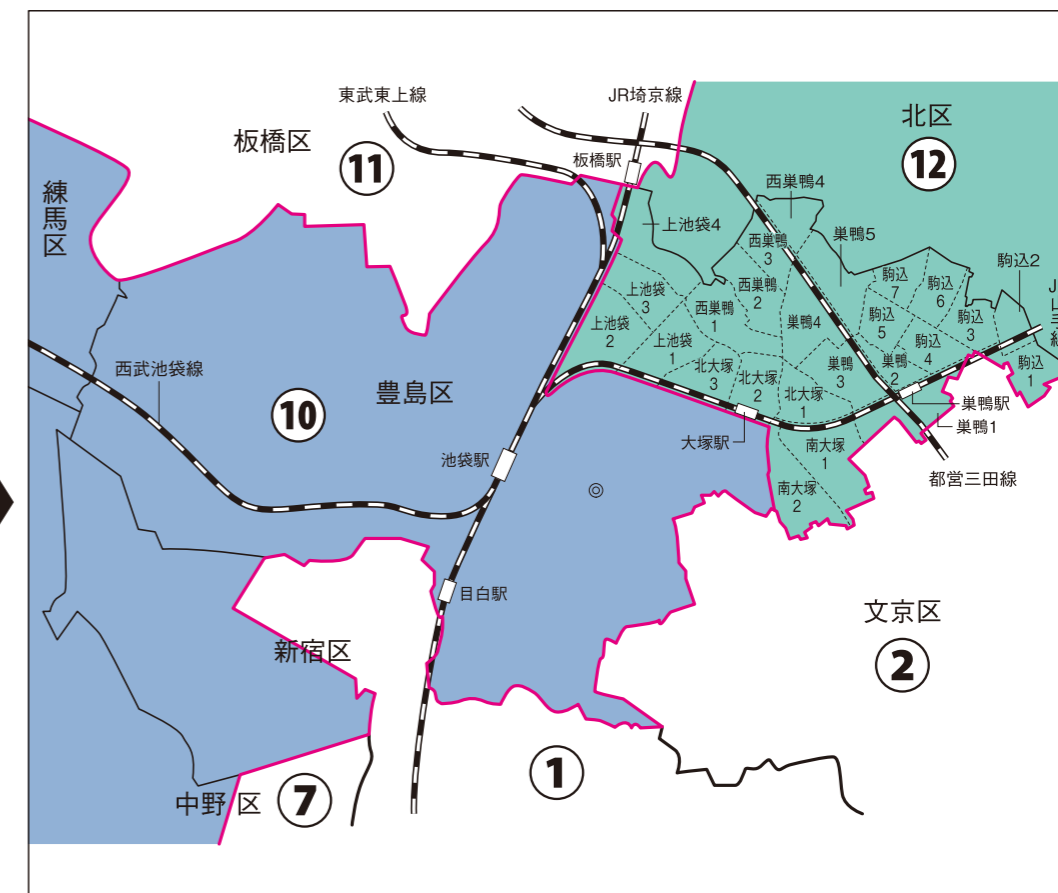 東武東上線
JR埼京線
板橋区
⑪
板橋駅
北区
⑫
練馬区
西巣鴨4
上池袋4
西巣鴨
3
巣鴨5
駒込2
駒込
7
駒込
6
上池袋
3
西巣鴨
2
西巣鴨
1
巣鴨4
駒込
5
駒込
3
上池袋
2
上池袋
1
駒込
4
巣鴨
2
駒込
1
北大塚
3
北大塚
2
巣鴨
3
北大塚
1
西武池袋線
豊島区
⑩
巣鴨駅
巣鴨1
大塚駅
南大塚
1
池袋駅
都営三田線
南大塚
2
◎
目白駅
文京区
②
新宿区
①
中野区
⑦